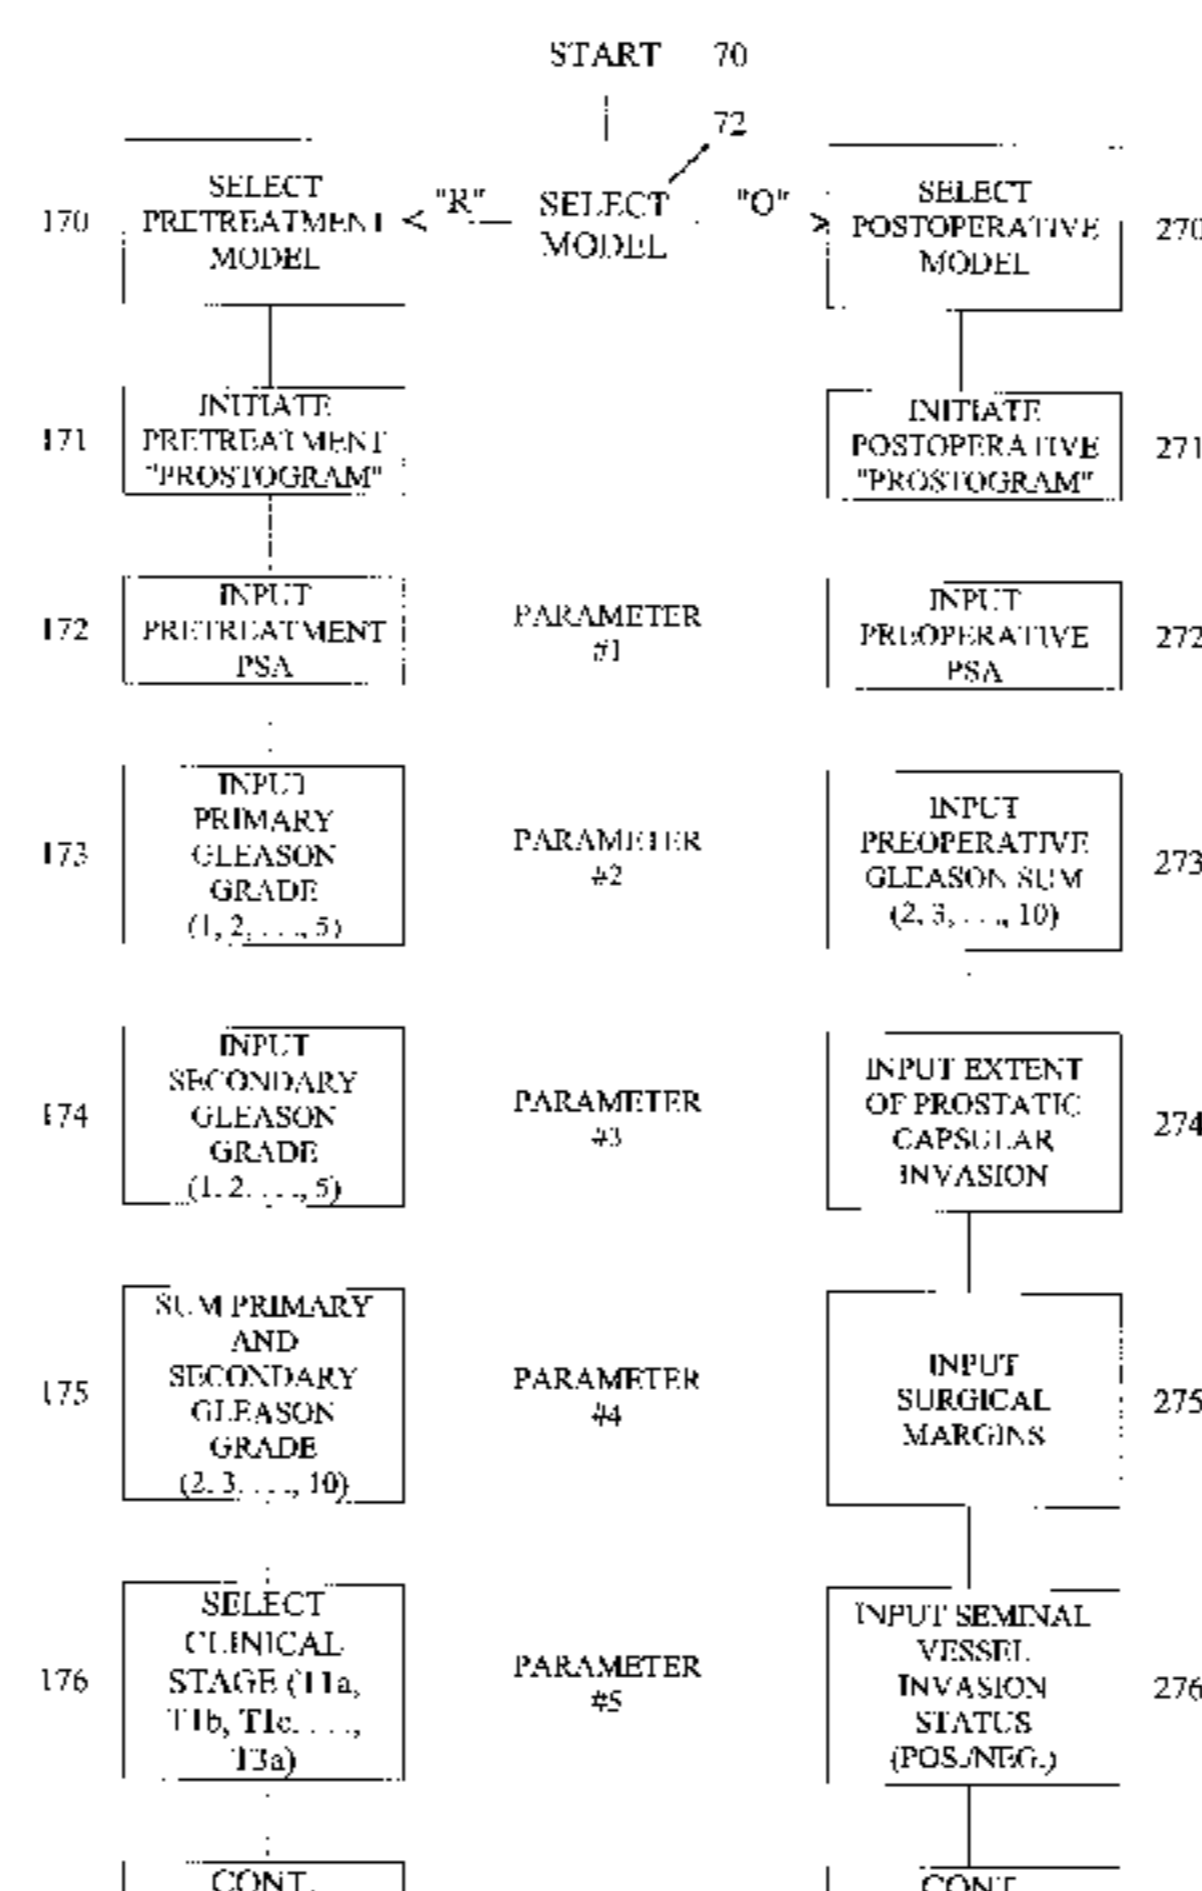 START 70
72
170
SELECT
PRETREATMENT
MODEL
"R"
SELECT
MODEL
"O"
SELECT
POSTOPERATIVE
MODEL
270
171
INITIATE
PRETREATMENT
"PROSTOGRAM"
INITIATE
POSTOPERATIVE
"PROSTOGRAM"
271
172
INPUT
PRETREATMENT
PSA
PARAMETER
#1
INPUT
PREOPERATIVE
PSA
272
173
INPUT
PRIMARY
GLEASON
GRADE
(1, 2, . . ., 5)
PARAMETER
#2
INPUT
PREOPERATIVE
GLEASON SUM
(2, 3, . . ., 10)
273
174
INPUT
SECONDARY
GLEASON
GRADE
(1, 2, . . ., 5)
PARAMETER
#3
INPUT EXTENT
OF PROSTATIC
CAPSULAR
INVASION
274
175
SUM PRIMARY
AND
SECONDARY
GLEASON
GRADE
(2, 3, . . ., 10)
PARAMETER
#4
INPUT
SURGICAL
MARGINS
275
176
SELECT
CLINICAL
STAGE (T1a,
T1b, T1c, . . .,
T3a)
PARAMETER
#5
INPUT SEMINAL
VESSEL
INVASION
STATUS
(POS./NEG.)
276
CONT.
CONT.